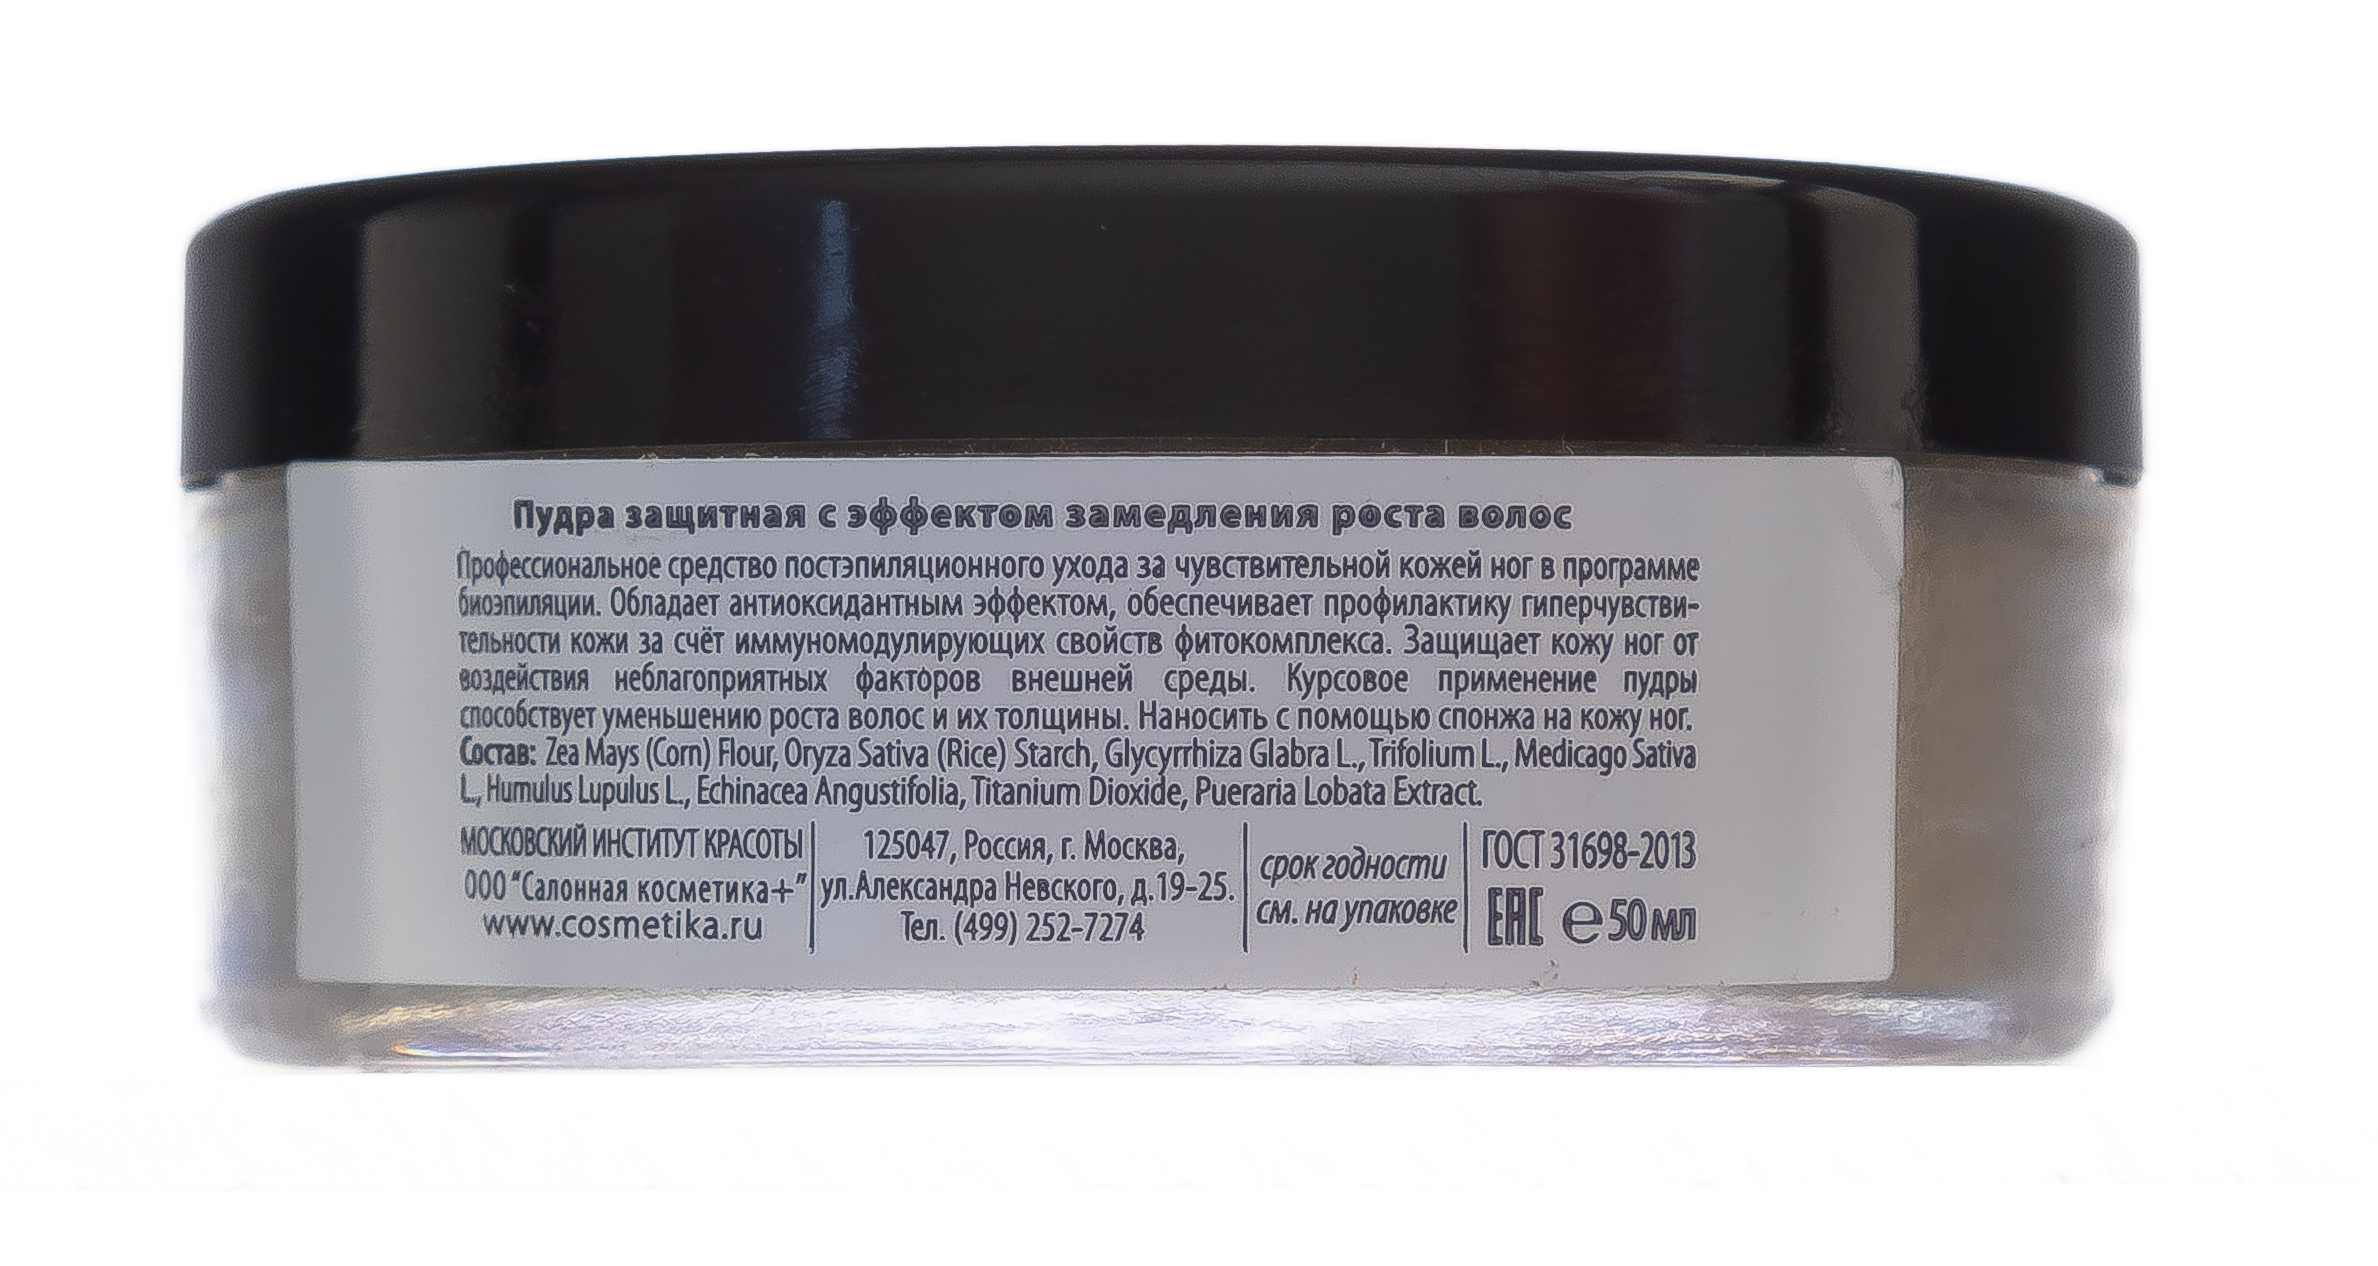 Пудра защитная с эффектом замедления роста волос
Профессиональное средство постэпиляционного ухода за чувствительной кожей ног в программе
биоэпиляции. Обладает антиоксидантным эффектом, обеспечивает профилактику гиперчувстви-
тельности кожи за счёт иммуномодулирующих свойств фитокомплекса. Защищает кожу ног от
воздействия неблагоприятных факторов внешней среды. Курсовое применение пудры
способствует уменьшению роста волос и их толщины. Наносить с помощью спонжа на кожу ног.
Состав: Zea Mays (Corn) Flour, Oryza Sativa (Rice) Starch, Glycyrrhiza Glabra L., Trifolium L., Medicago Sativa
L., Humulus Lupulus L., Echinacea Angustifolia, Titanium Dioxide, Pueraria Lobata Extract.
МОСКОВСКИЙ ИНСТИТУТ КРАСОТЫ
ООО "Салонная косметика+"
www.cosmetika.ru
125047, Россия, г. Москва,
ул.Александра Невского, д.19-25.
Тел. (499) 252-7274
срок годности
см. на упаковке
ГОСТ 31698-2013
EAC e 50 мл